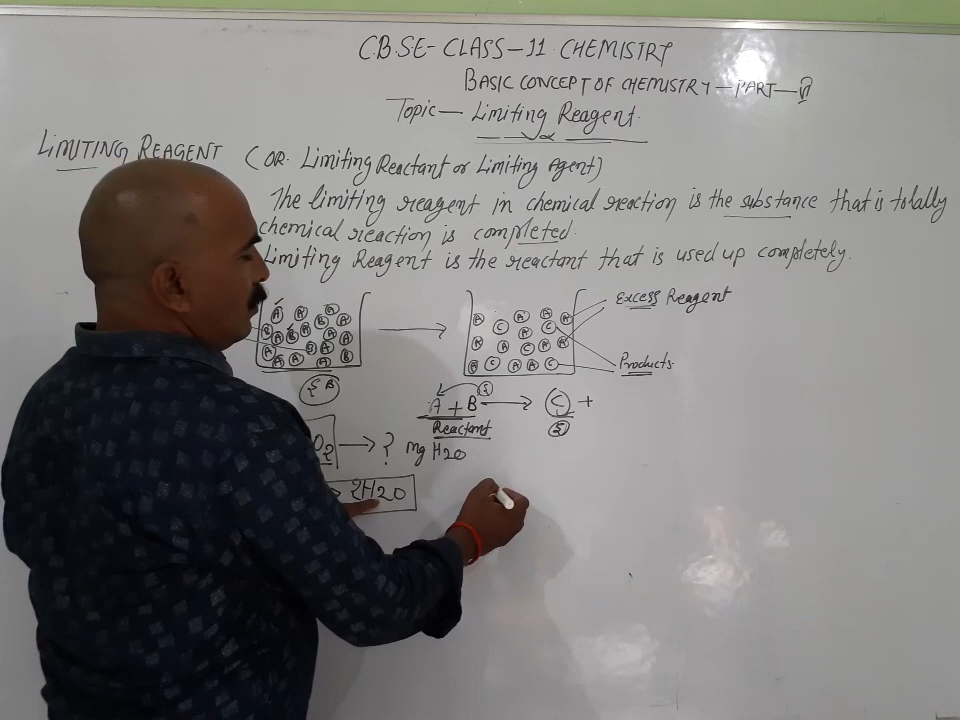 C.B.SE- CLASS-11 CHEMISTRY
BASIC CONCEPT OF CHEMISTRY - PART -
Topic - Limiting Reagent.
LIMITING REAGENT (OR. Limiting Reactant or Limiting Agent)
The limiting reagent in chemical reaction is the substance that is totally
chemical reaction is completed.
Limiting Reagent is the reactant that is used up completely.
Excess Reagent
Products
A + B → C +
Reactant
O2 → ? mg H2O
2H2O